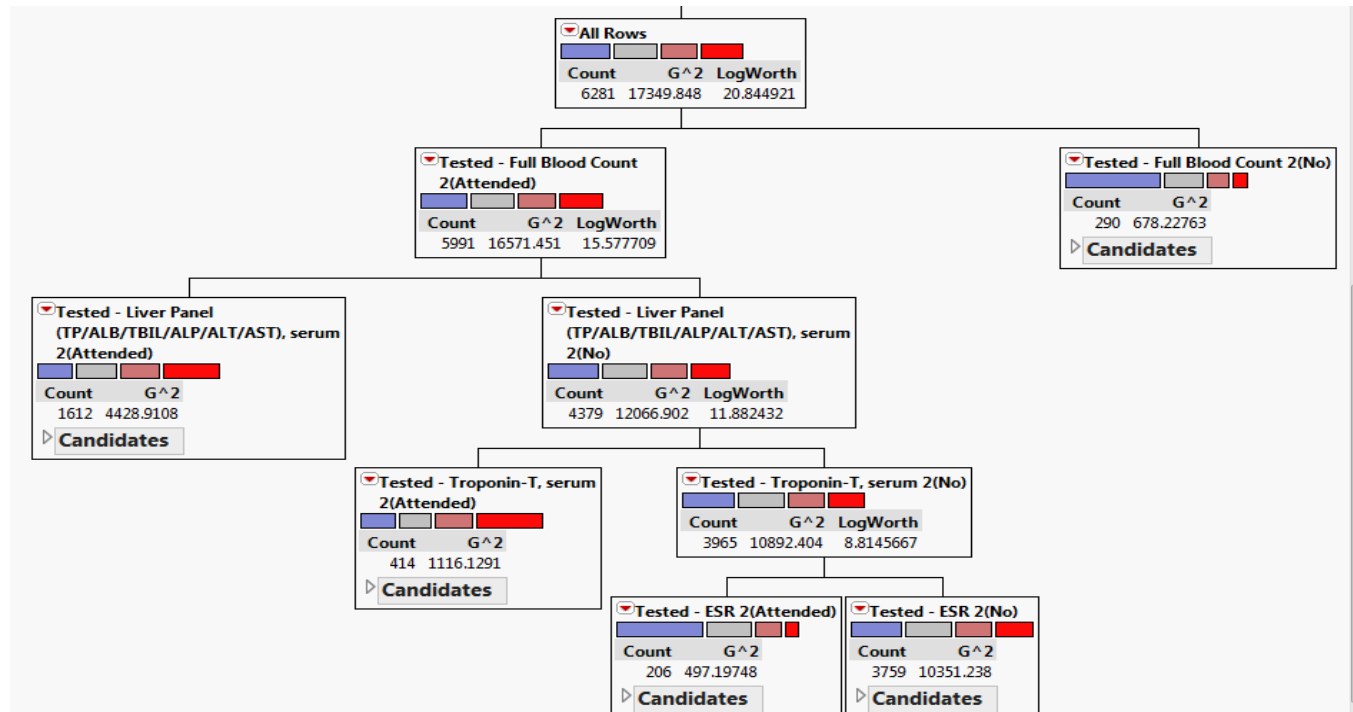 All Rows
Count G^2 LogWorth
6281 17349.848 20.844921
Tested - Full Blood Count
2(Attended)
Count G^2 LogWorth
5991 16571.451 15.577709
Tested - Full Blood Count 2(No)
Count G^2
290 678.22763
Candidates
Tested - Liver Panel
(TP/ALB/TBIL/ALP/ALT/AST), serum
2(Attended)
Count G^2
1612 4428.9108
Candidates
Tested - Liver Panel
(TP/ALB/TBIL/ALP/ALT/AST), serum
2(No)
Count G^2 LogWorth
4379 12066.902 11.882432
Tested - Troponin-T, serum
2(Attended)
Count G^2
414 1116.1291
Candidates
Tested - Troponin-T, serum 2(No)
Count G^2 LogWorth
3965 10892.404 8.8145667
Tested - ESR 2(Attended)
Count G^2
206 497.19748
Candidates
Tested - ESR 2(No)
Count G^2
3759 10351.238
Candidates